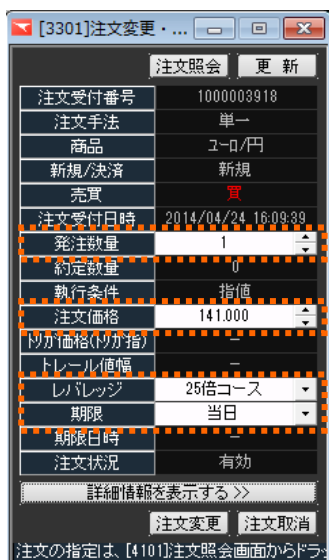 [3301]注文変更・...
注文照会 更 新
注文受付番号 1000003918
注文手法 単一
商品 ユーロ/円
新規/決済 新規
売買 買
注文受付日時 2014/04/24 16:09:39
発注数量 1
約定数量 0
執行条件 指値
注文価格 141.000
トリガ価格(トリガ指) −
トレール値幅 −
レバレッジ 25倍コース
期限 当日
期限日時 −
注文状況 有効
詳細情報を表示する >>
注文変更 注文取消
注文の指定は、[4101]注文照会画面からドラッ